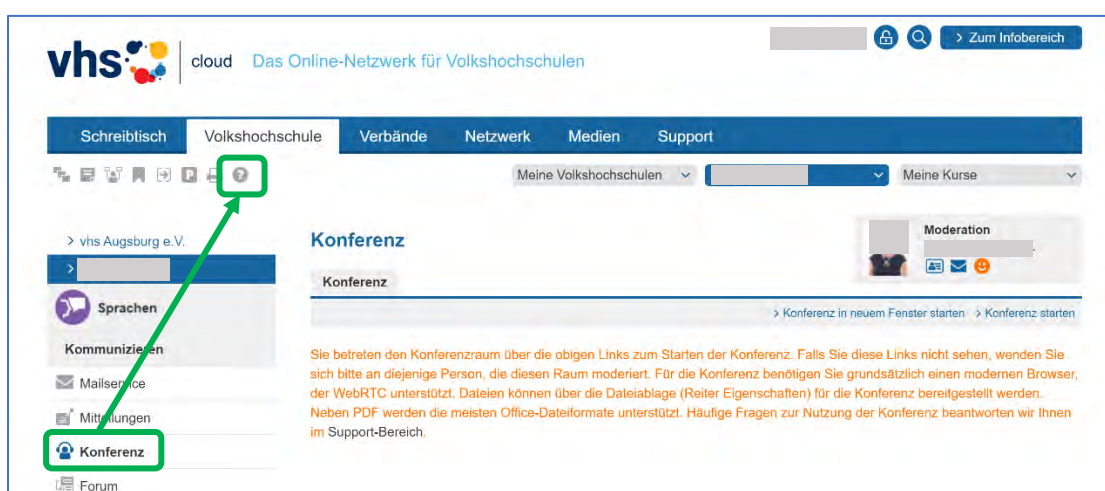 vhs cloud Das Online-Netzwerk für Volkshochschulen
> Zum Infobereich
Schreibtisch Volkshochschule Verbände Netzwerk Medien Support
Meine Volkshochschulen Meine Kurse
> vhs Augsburg e.V.
Konferenz
Moderation
Konferenz
Sprachen
> Konferenz in neuem Fenster starten > Konferenz starten
Kommunizieren
Sie betreten den Konferenzraum über die obigen Links zum Starten der Konferenz. Falls Sie diese Links nicht sehen, wenden Sie
sich bitte an diejenige Person, die diesen Raum moderiert. Für die Konferenz benötigen Sie grundsätzlich einen modernen Browser,
der WebRTC unterstützt. Dateien können über die Dateiablage (Reiter Eigenschaften) für die Konferenz bereitgestellt werden.
Neben PDF werden die meisten Office-Dateiformate unterstützt. Häufige Fragen zur Nutzung der Konferenz beantworten wir Ihnen
im Support-Bereich.
Mailservice
Mitteilungen
Konferenz
Forum